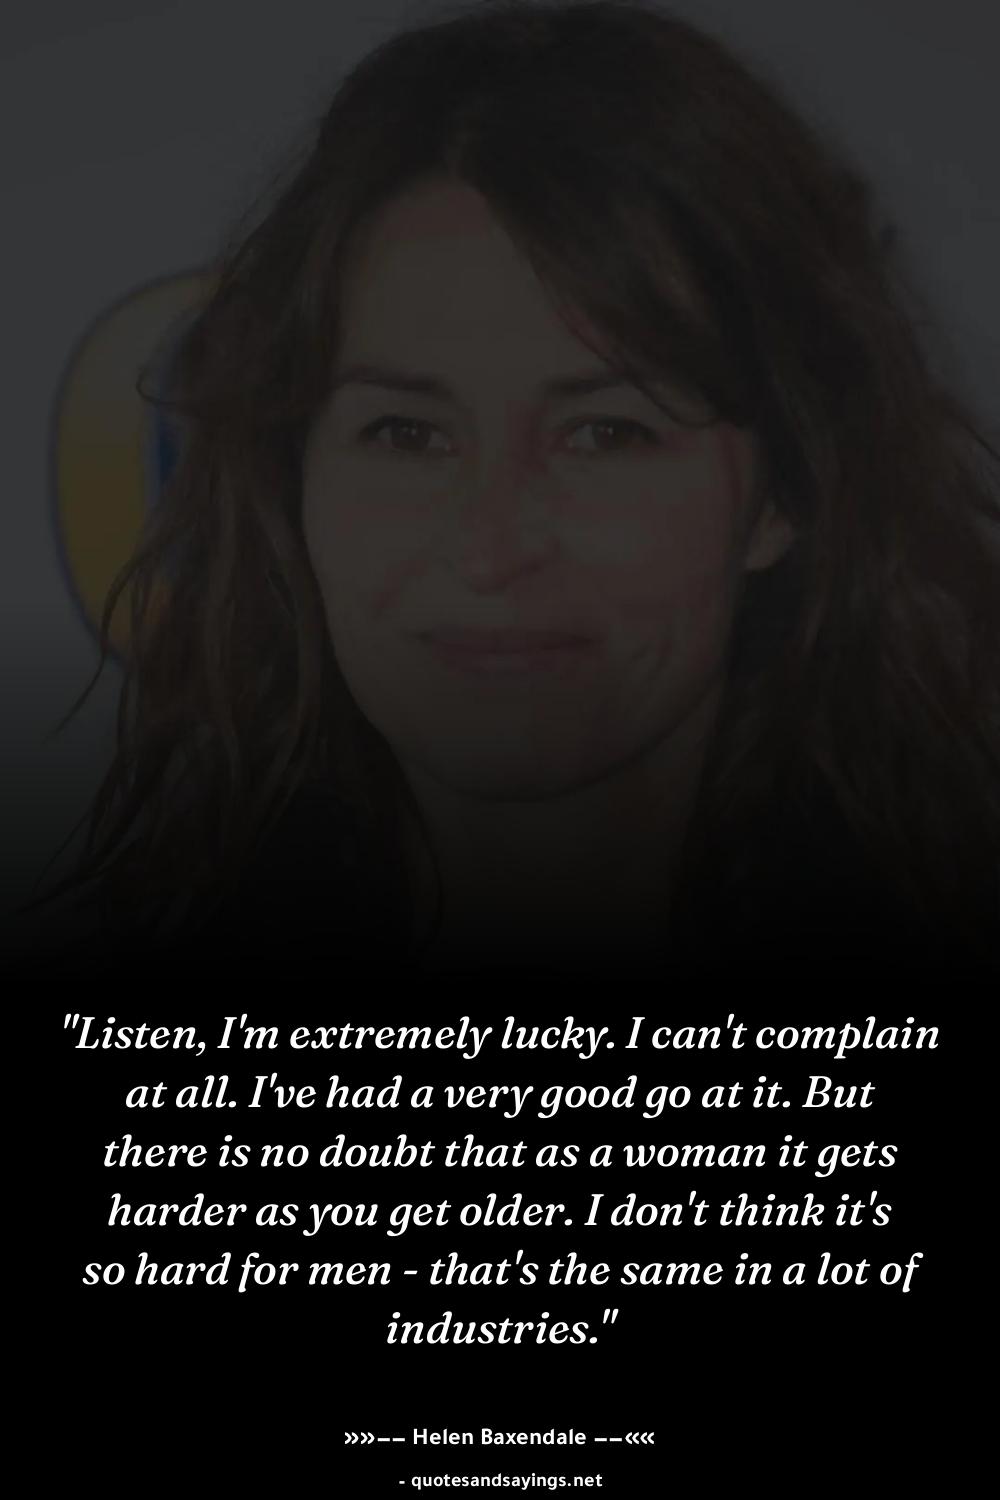 "Listen, I'm extremely lucky. I can't complain
at all. I've had a very good go at it. But
there is no doubt that as a woman it gets
harder as you get older. I don't think it's
so hard for men - that's the same in a lot of
industries."
»»−− Helen Baxendale −−««
- quotesandsayings.net